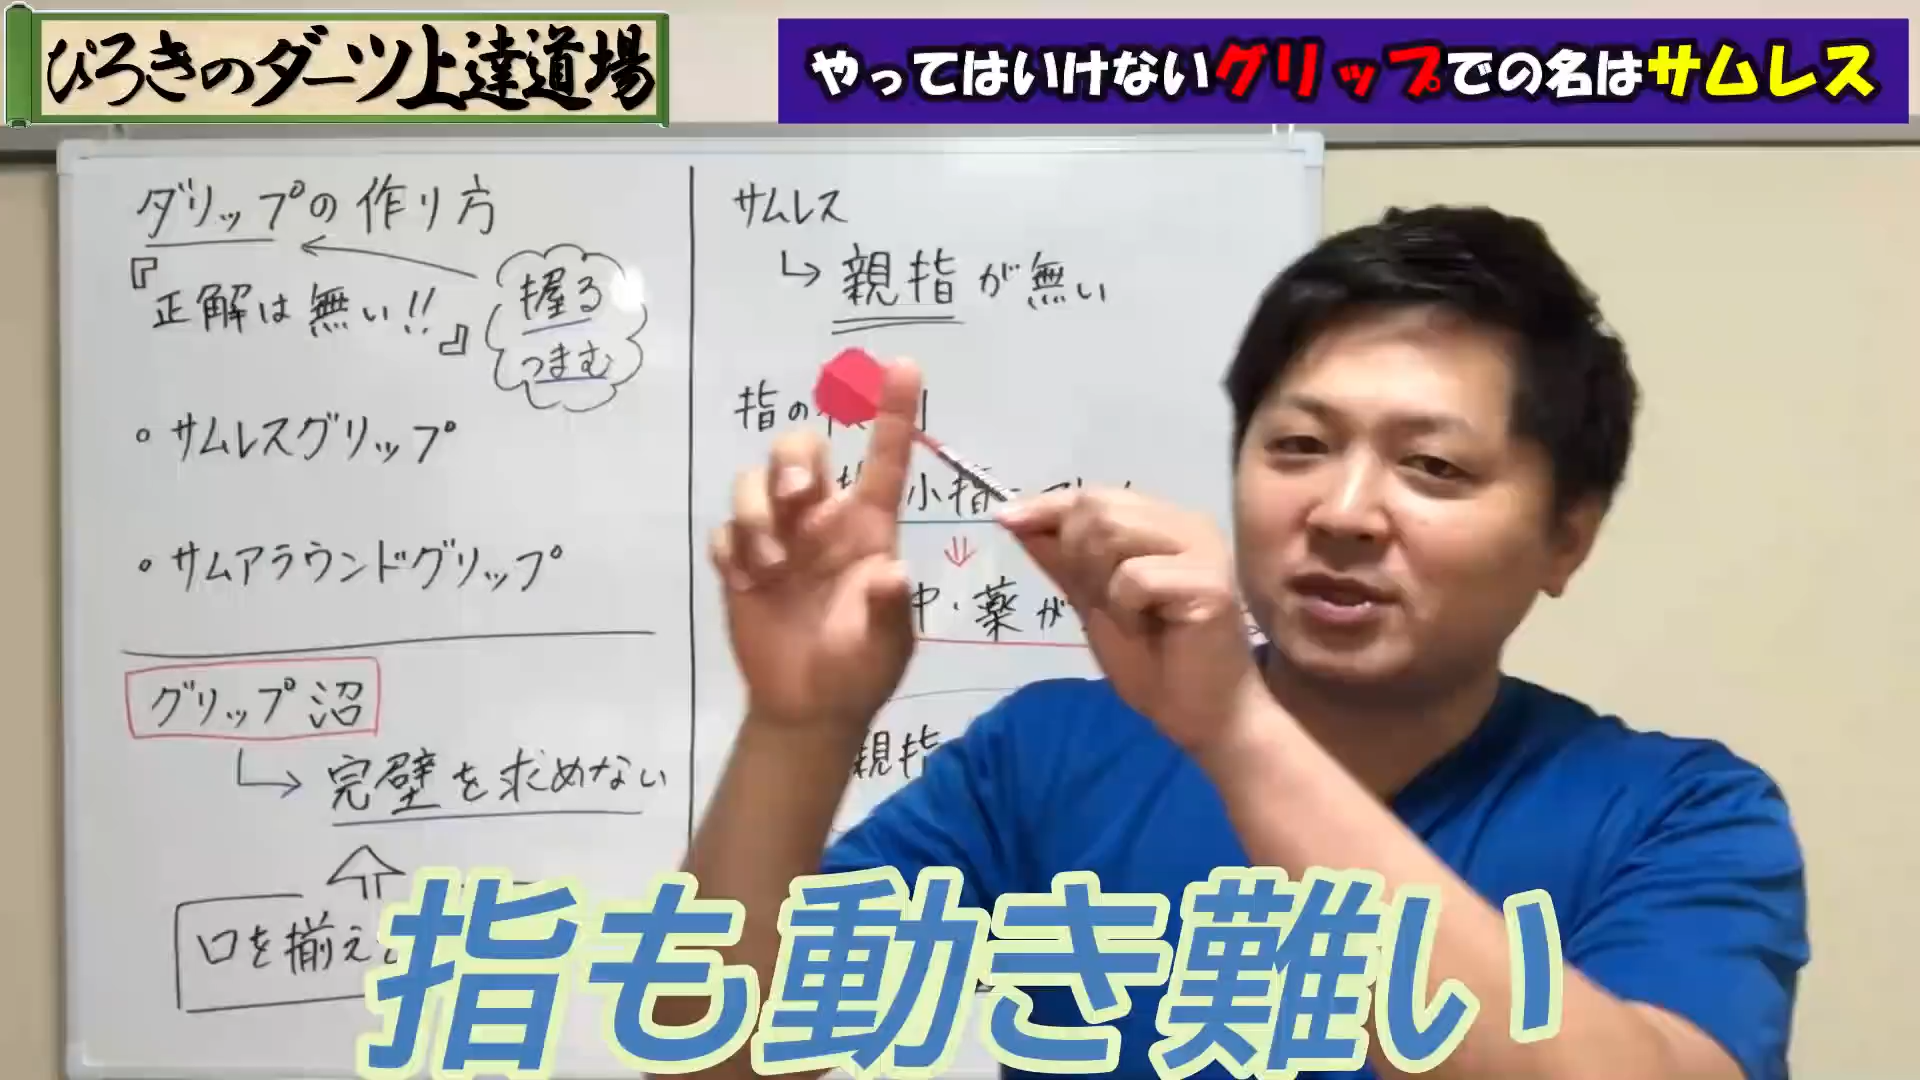 ぴろきのダーツ上達道場
やってはいけないグリップでの名はサムレス
グリップの作り方
『正解は無い!!』
握る
つまむ
・サムレスグリップ
・サムアラウンドグリップ
グリップ沼
↳ 完璧を求めない
口を揃え
サムレス
↳ 親指が無い
指の
小指
⇓
中・薬が
親指
指も動き難い